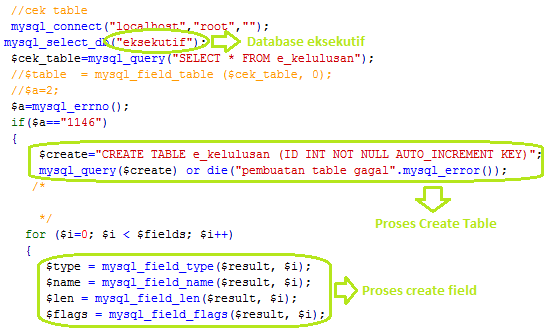 //cek table
mysql_connect("localhost","root","");
mysql_select_db("eksekutif"); Database eksekutif
$cek_table=mysql_query("SELECT * FROM e_kelulusan");
//$table  = mysql_field_table ($cek_table, 0);
//$a=2;
$a=mysql_errno();
if($a=="1146")
{
$create="CREATE TABLE e_kelulusan (ID INT NOT NULL AUTO_INCREMENT KEY)";
mysql_query($create) or die("pembuatan table gagal".mysql_error());
/*
Proses Create Table
*/
for ($i=0; $i < $fields; $i++)
{
$type = mysql_field_type($result, $i);
$name = mysql_field_name($result, $i); Proses create field
$len = mysql_field_len($result, $i);
$flags = mysql_field_flags($result, $i);